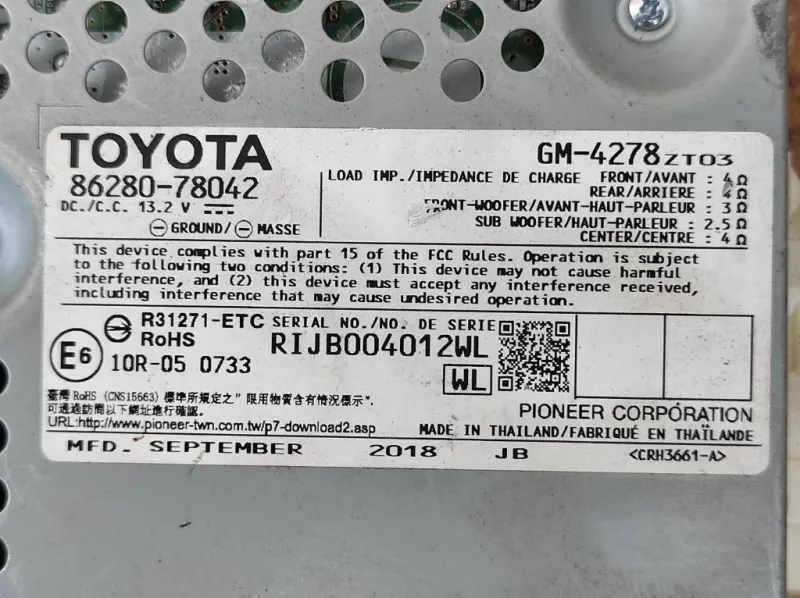 TOYOTA
86280-78042
DC./C.C. 13.2 V
⊖ GROUND/⊖ MASSE
GM-4278ZT03
LOAD IMP./IMPEDANCE DE CHARGE FRONT/AVANT : 4Ω
REAR/ARRIERE : 4Ω
FRONT-WOOFER/AVANT-HAUT-PARLEUR : 3Ω
SUB WOOFER/HAUT-PARLEUR : 2.5Ω
CENTER/CENTRE : 4Ω
This device complies with part 15 of the FCC Rules. Operation is subject
to the following two conditions: (1) This device may not cause harmful
interference, and (2) this device must accept any interference received,
including interference that may cause undesired operation.
R31271-ETC
RoHS
E6
10R-05 0733
SERIAL NO./NO. DE SERIE
RIJB004012WL
WL
臺灣 RoHS (CNS15663) 標準所規定之"限用物質含有情況標示".
可通過訪問以下網址進行確認
URL:http://www.pioneer-twn.com.tw/p7-download2.asp
PIONEER CORPORATION
MADE IN THAILAND/FABRIQUÉ EN THAÏLANDE
MFD. SEPTEMBER 2018 JB <CRH3661-A>